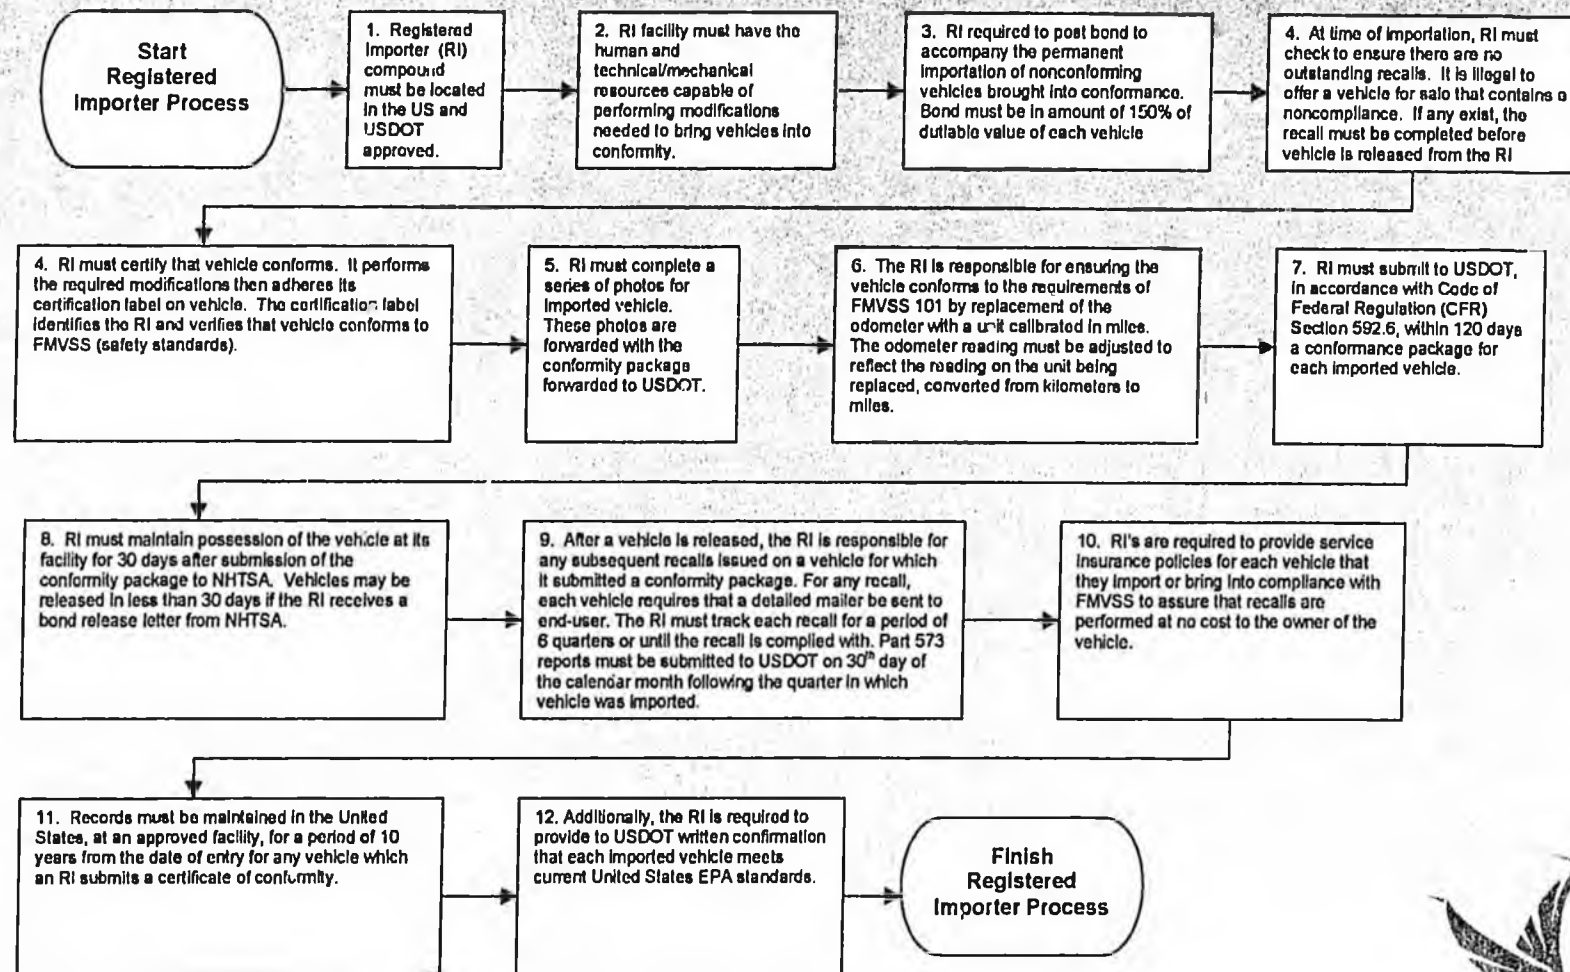 Start
Registered
Importer Process
1. Registered
Importer (RI)
compound
must be located
in the US and
USDOT
approved.
2. RI facility must have the
human and
technical/mechanical
resources capable of
performing modifications
needed to bring vehicles into
conformity.
3. RI required to post bond to
accompany the permanent
importation of nonconforming
vehicles brought into conformance.
Bond must be in amount of 150% of
dutiable value of each vehicle
4. At time of importation, RI must
check to ensure there are no
outstanding recalls. It is illegal to
offer a vehicle for sale that contains a
noncompliance. If any exist, the
recall must be completed before
vehicle is released from the RI
4. RI must certify that vehicle conforms. It performs
the required modifications then adheres its
certification label on vehicle. The certification label
identifies the RI and verifies that vehicle conforms to
FMVSS (safety standards).
5. RI must complete a
series of photos for
imported vehicle.
These photos are
forwarded with the
conformity package
forwarded to USDOT.
6. The RI is responsible for ensuring the
vehicle conforms to the requirements of
FMVSS 101 by replacement of the
odometer with a unit calibrated in miles.
The odometer reading must be adjusted to
reflect the reading on the unit being
replaced, converted from kilometers to
miles.
7. RI must submit to USDOT,
in accordance with Code of
Federal Regulation (CFR)
Section 592.6, within 120 days
a conformance package for
each imported vehicle.
8. RI must maintain possession of the vehicle at its
facility for 30 days after submission of the
conformity package to NHTSA. Vehicles may be
released in less than 30 days if the RI receives a
bond release letter from NHTSA.
9. After a vehicle is released, the RI is responsible for
any subsequent recalls issued on a vehicle for which
it submitted a conformity package. For any recall,
each vehicle requires that a detailed mailer be sent to
end-user. The RI must track each recall for a period of
6 quarters or until the recall is complied with. Part 573
reports must be submitted to USDOT on 30th day of
the calendar month following the quarter in which
vehicle was imported.
10. RI's are required to provide service
insurance policies for each vehicle that
they import or bring into compliance with
FMVSS to assure that recalls are
performed at no cost to the owner of the
vehicle.
11. Records must be maintained in the United
States, at an approved facility, for a period of 10
years from the date of entry for any vehicle which
an RI submits a certificate of conformity.
12. Additionally, the RI is required to
provide to USDOT written confirmation
that each imported vehicle meets
current United States EPA standards.
Finish
Registered
Importer Process